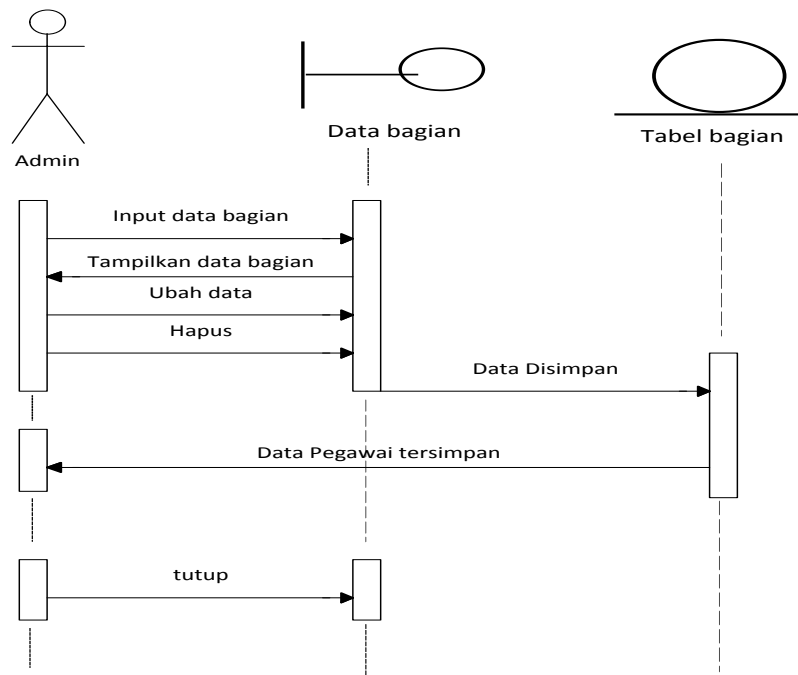 Admin
Data bagian
Tabel bagian
Input data bagian
Tampilkan data bagian
Ubah data
Hapus
Data Disimpan
Data Pegawai tersimpan
tutup